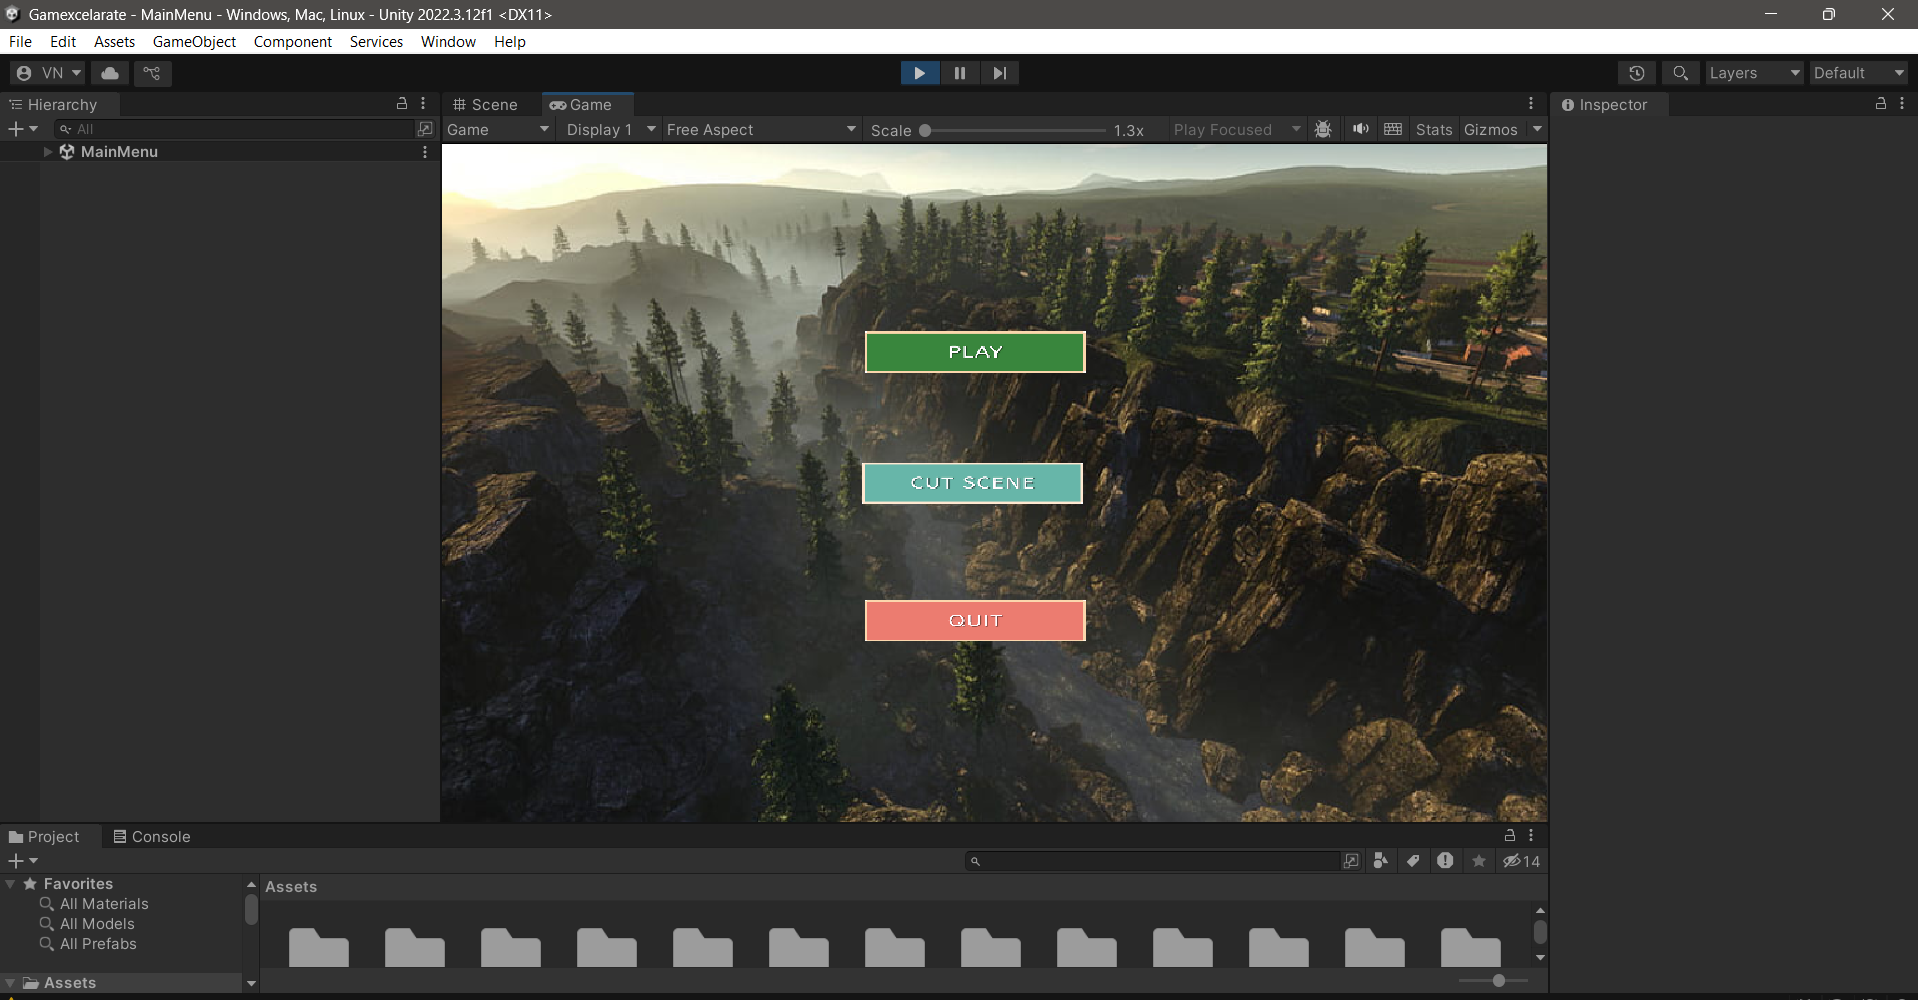 Gamexcelarate - MainMenu - Windows, Mac, Linux - Unity 2022.3.12f1 <DX11>
File Edit Assets GameObject Component Services Window Help
VN Layers Default
Hierarchy Scene Game Inspector
All Game Display 1 Free Aspect Scale 1.3x Play Focused Stats Gizmos
MainMenu
PLAY
CUT SCENE
QUIT
Project Console
14
Favorites Assets
All Materials
All Models
All Prefabs
Assets